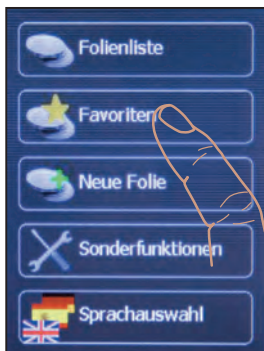 Folienliste
Favoriten
Neue Folie
Sonderfunktionen
Sprachauswahl